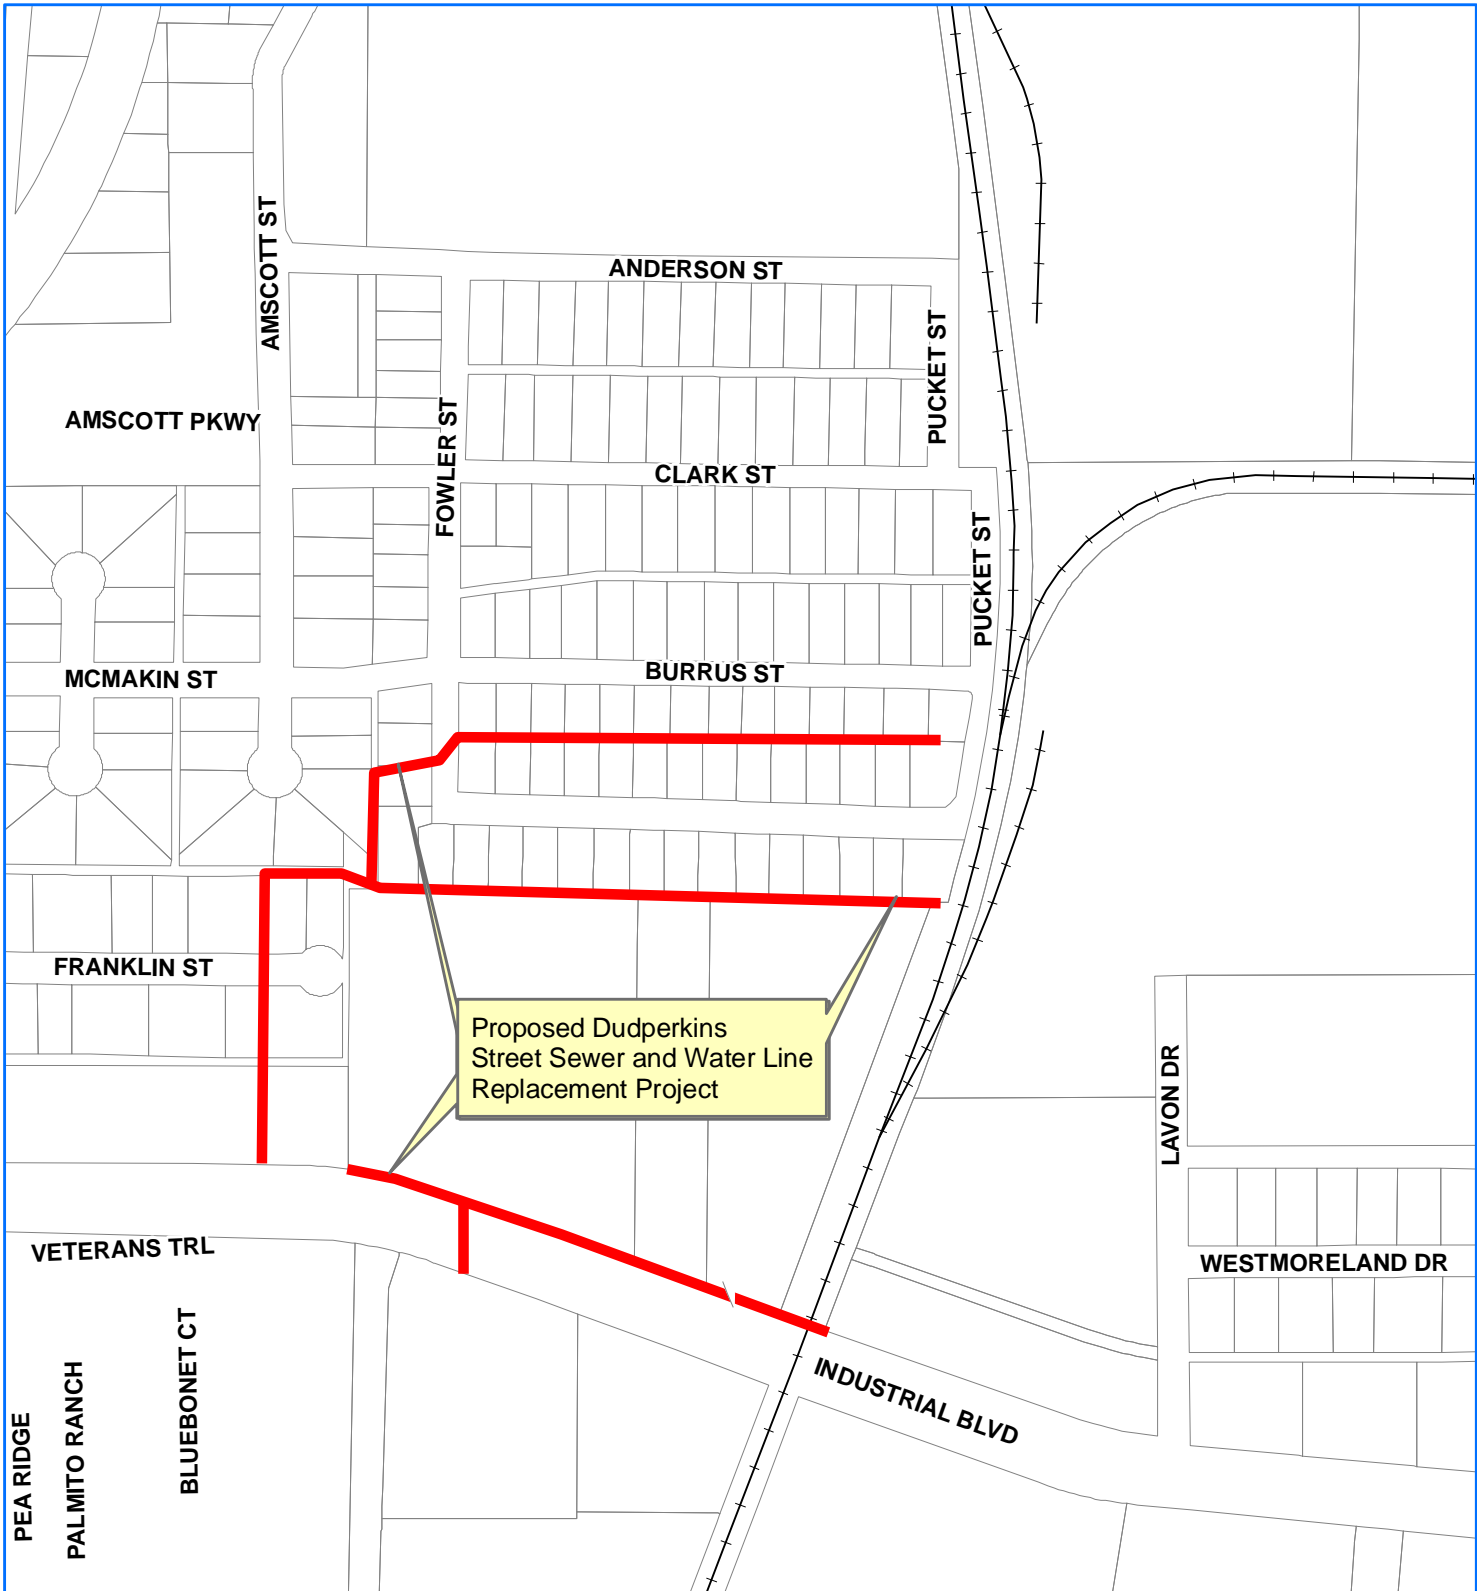 AMSCOTT ST
ANDERSON ST
PUCKET ST
AMSCOTT PKWY
FOWLER ST
CLARK ST
PUCKET ST
MCMAKIN ST
BURRUS ST
FRANKLIN ST
Proposed Dudperkins
Street Sewer and Water Line
Replacement Project
LAVON DR
VETERANS TRL
WESTMORELAND DR
INDUSTRIAL BLVD
BLUEBONET CT
PALMITO RANCH
PEA RIDGE